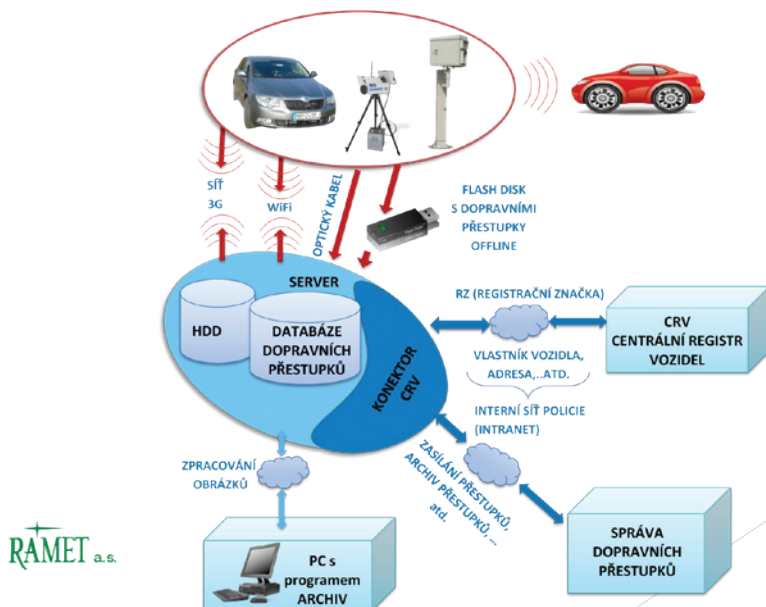 SÍŤ
3G
WiFi
OPTICKÝ KABEL
FLASH DISK
S DOPRAVNÍMI
PŘESTUPKY
OFFLINE
SERVER
HDD
DATABÁZE
DOPRAVNÍCH
PŘESTUPKŮ
KONEKTOR
CRV
RZ (REGISTRAČNÍ ZNAČKA)
CRV
CENTRÁLNÍ REGISTR
VOZIDEL
VLASTNÍK VOZIDLA,
ADRESA,..ATD.
INTERNÍ SÍŤ POLICIE
(INTRANET)
ZASÍLÁNÍ PŘESTUPKŮ,
ARCHIV PŘESTUPKŮ, ...
atd.
ZPRACOVÁNÍ
OBRÁZKŮ
SPRÁVA
DOPRAVNÍCH
PŘESTUPKŮ
RAMET a.s.
PC s
programem
ARCHIV